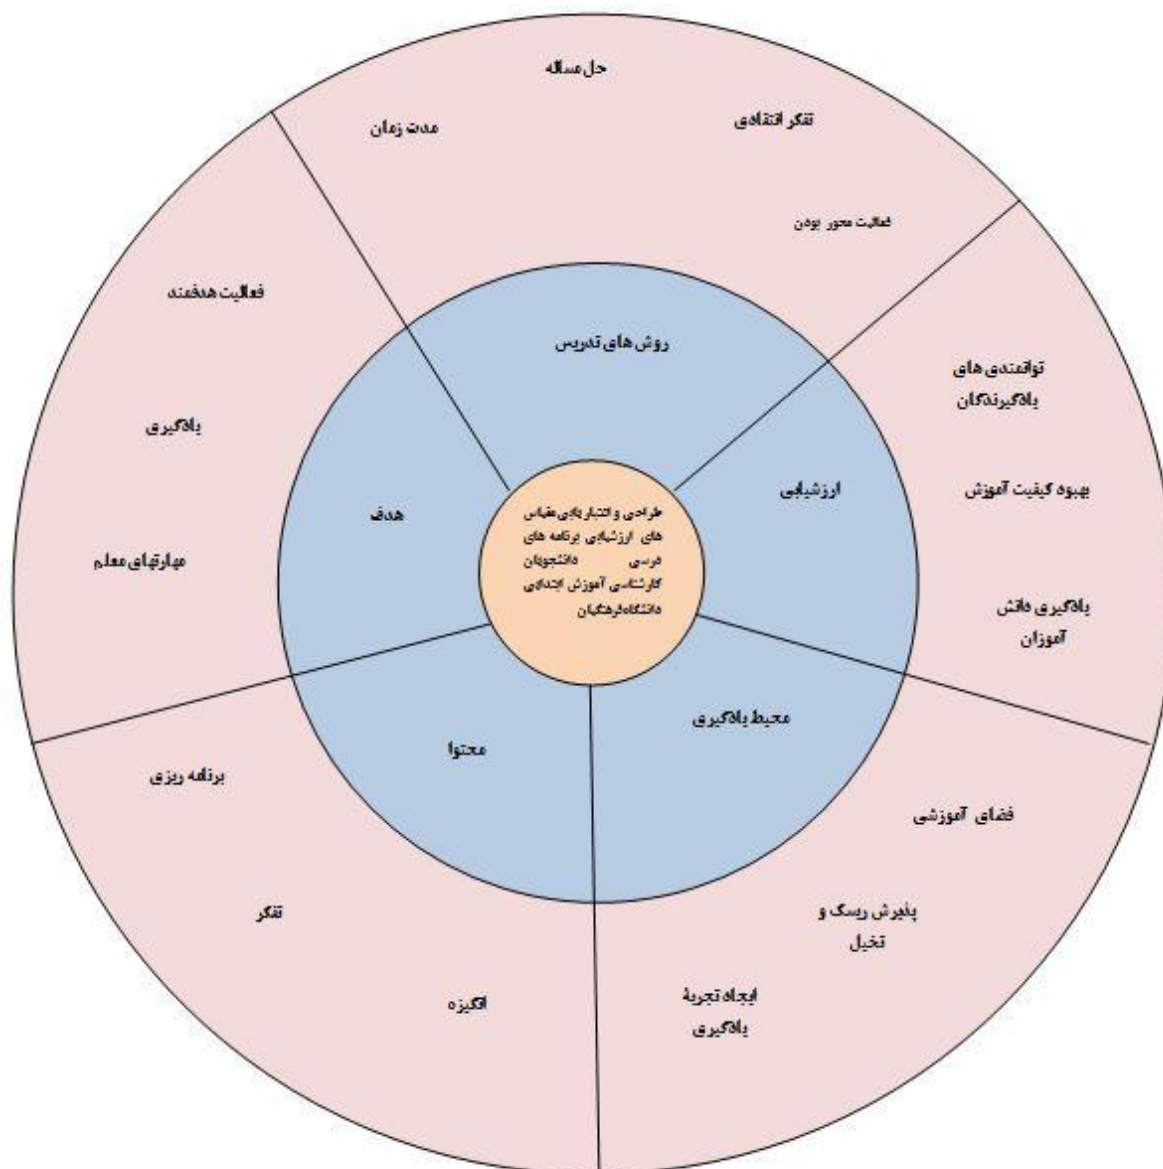 حل مساله
تفکر انتقادی
مدت زمان
فعالیت محور بودن
فعالیت هدفمند
روش های تدریس
توانمندی های
یادگیرندگان
یادگیری
ارزشیابی
بهبود کیفیت آموزش
هدف
طراحی و اعتباریابی مقیاس
های ارزشیابی برنامه های
درسی دانشجویان
کارشناسی آموزش ابتدایی
دانشگاه فرهنگیان
مهارتهای معلم
یادگیری دانش
آموزان
محیط یادگیری
محتوا
برنامه ریزی
فضای آموزشی
تفکر
پذیرش ریسک و
تخیل
انگیزه
ایجاد تجربۀ
یادگیری